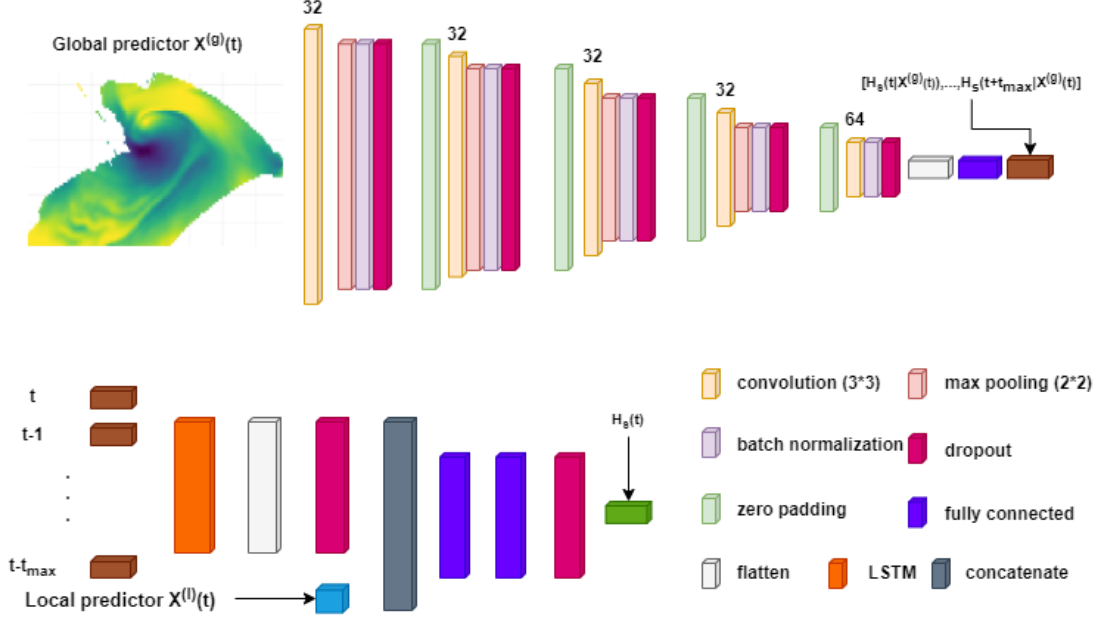 Global predictor X^(g)(t)
32
32
32
32
64
[H_s(t|X^(g)(t)),...,H_s(t+t_max|X^(g)(t)]
t
t-1
.
.
.
t-t_max
Local predictor X^(l)(t)
H_s(t)
convolution (3*3)
max pooling (2*2)
batch normalization
dropout
zero padding
fully connected
flatten
LSTM
concatenate